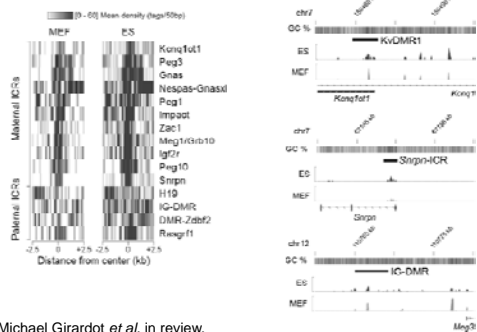 [0 - 60] Mean density (tags/50bp)
MEF ES
Kcnq1ot1
Peg3
Gnas
Nespas-Gnasxl
Peg1
Impact
Zac1
Meg1/Grb10
Igf2r
Peg10
Snrpn
H19
IG-DMR
DMR-Zdbf2
Rasgrf1
Maternal ICRs
Paternal ICRs
-2.5 0 +2.5 -2.5 0 +2.5
Distance from center (kb)
chr7
GC %
KvDMR1
ES
MEF
Kcnq1ot1
chr7
GC %
Snrpn-ICR
ES
MEF
Snrpn
chr12
GC %
IG-DMR
ES
MEF
Michael Girardot et al. in review.